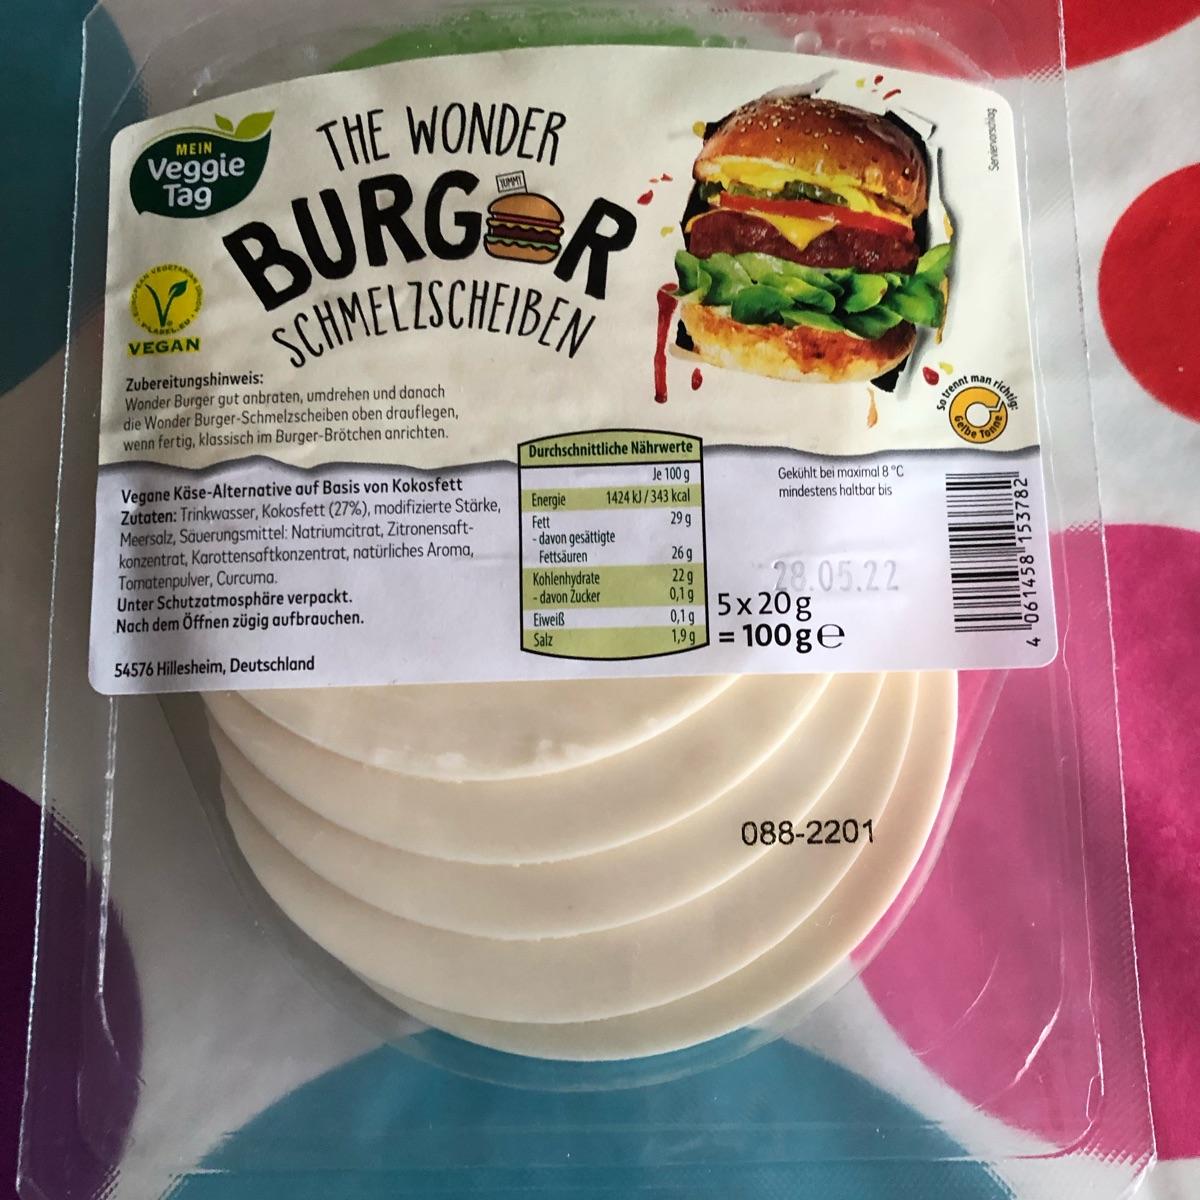 MEIN
Veggie
Tag
THE WONDER
BURGER
YUMMY
SCHMELZSCHEIBEN
Serviervorschlag
VEGAN
Zubereitungshinweis:
Wonder Burger gut anbraten, umdrehen und danach
die Wonder Burger-Schmelzscheiben oben drauflegen,
wenn fertig, klassisch im Burger-Brötchen anrichten.
So trennt man richtig:
Gelbe Tonne
Vegane Käse-Alternative auf Basis von Kokosfett
Zutaten: Trinkwasser, Kokosfett (27%), modifizierte Stärke,
Meersalz, Säuerungsmittel: Natriumcitrat, Zitronensaft-
konzentrat, Karottensaftkonzentrat, natürliches Aroma,
Tomatenpulver, Curcuma.
Unter Schutzatmosphäre verpackt.
Nach dem Öffnen zügig aufbrauchen.
54576 Hillesheim, Deutschland
Durchschnittliche Nährwerte
Je 100 g
Energie 1424 kJ / 343 kcal
Fett 29 g
- davon gesättigte
Fettsäuren 26 g
Kohlenhydrate 22 g
- davon Zucker 0,1 g
Eiweiß 0,1 g
Salz 1,9 g
Gekühlt bei maximal 8 °C
mindestens haltbar bis
28.05.22
5 x 20 g
= 100 g e
4 061458 153782
088-2201